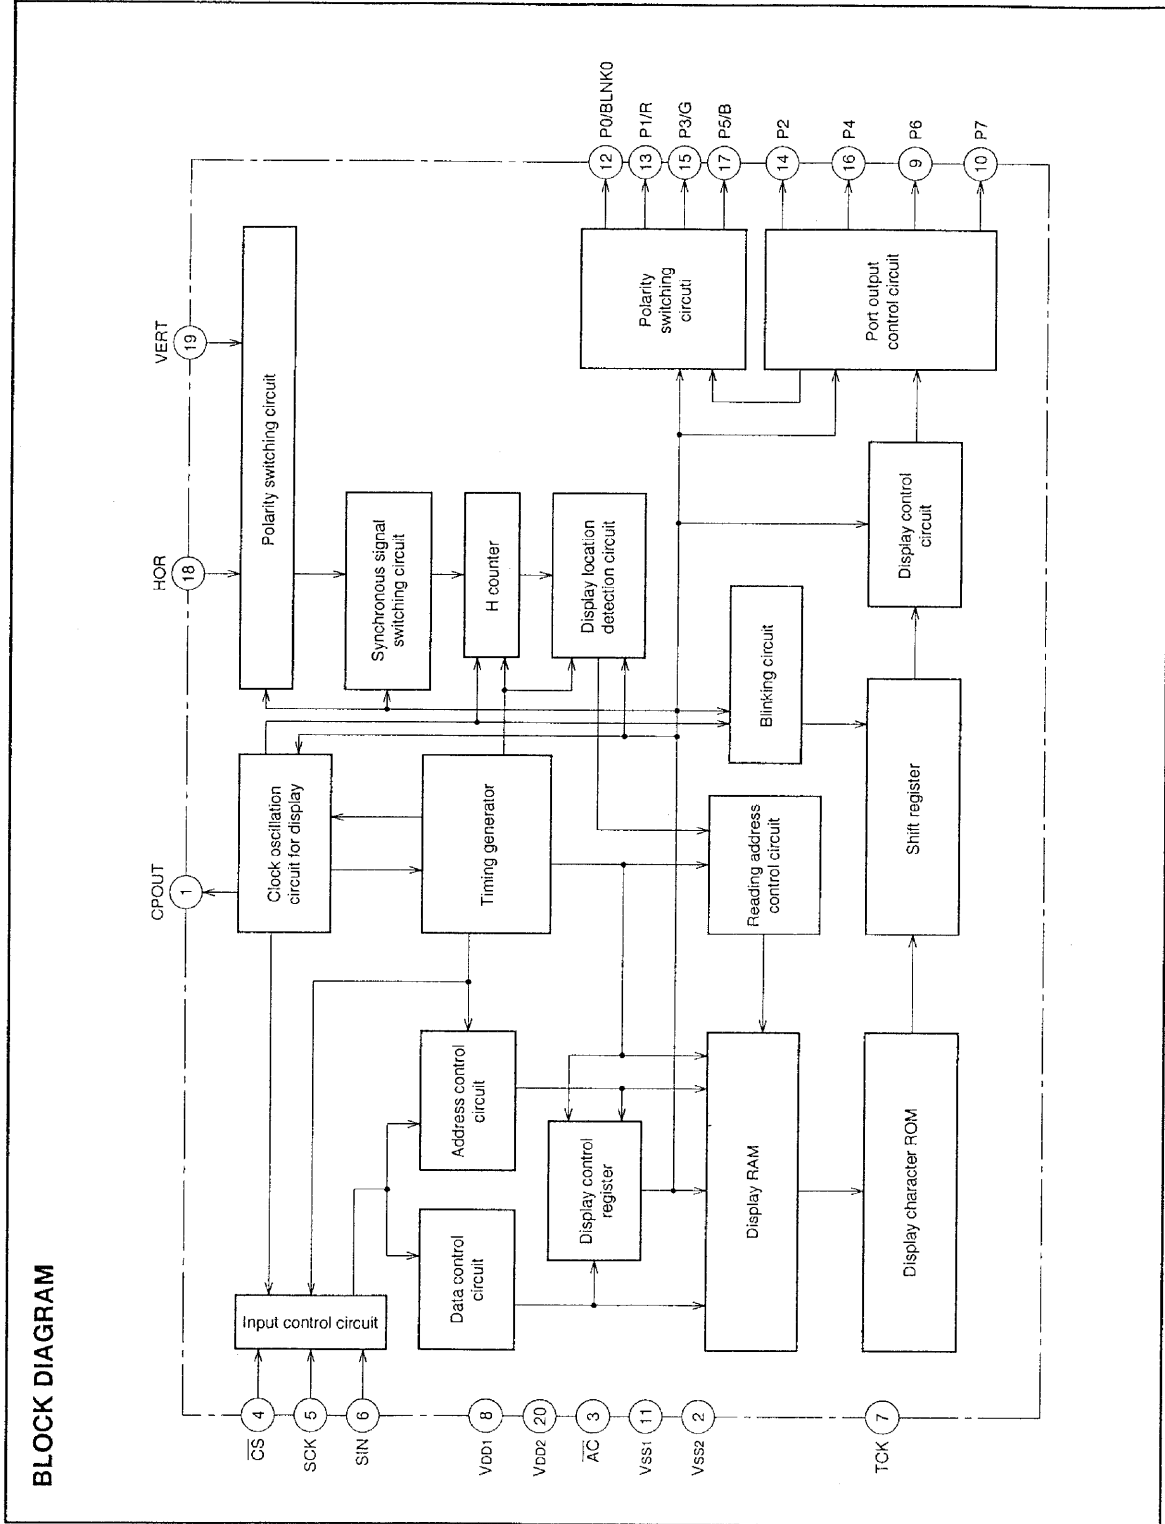 BLOCK DIAGRAM
CPOUT
1
HOR
18
VERT
19
CS
4
SCK
5
SIN
6
VDD1
8
VDD2
20
AC
3
VSS1
11
VSS2
2
TCK
7
Input control circuit
Clock oscillation
circuit for display
Polarity switching circuit
Data control
circuit
Address control
circuit
Timing generator
Synchronous signal
switching circuit
H counter
Display control
register
Display location
detection circuit
Display RAM
Reading address
control circuit
Blinking circuit
Display character ROM
Shift register
Display control
circuit
Polarity
switching
circuti
Port output
control circuit
12
P0/BLNK0
13
P1/R
15
P3/G
17
P5/B
14
P2
16
P4
9
P6
10
P7